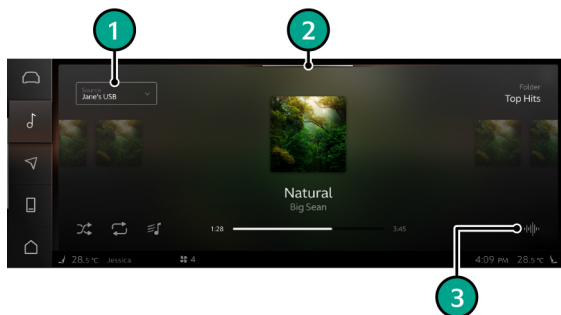 1
2
Source
Jane's USB
Folder
Top Hits
Natural
Big Sean
1:28
3:45
28.5 °C
Jessica
4
4:09 PM
28.5 °C
3